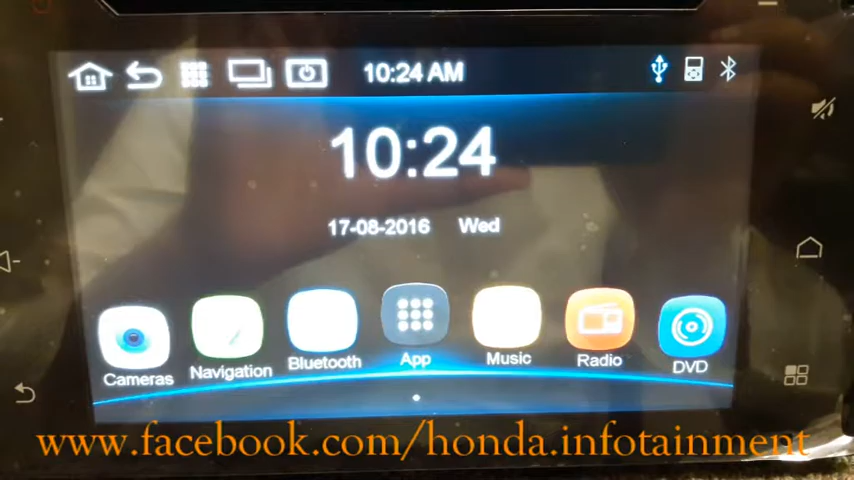 10:24 AM
10:24
17-08-2016 Wed
Cameras Navigation Bluetooth App Music Radio DVD
www.facebook.com/honda.infotainment